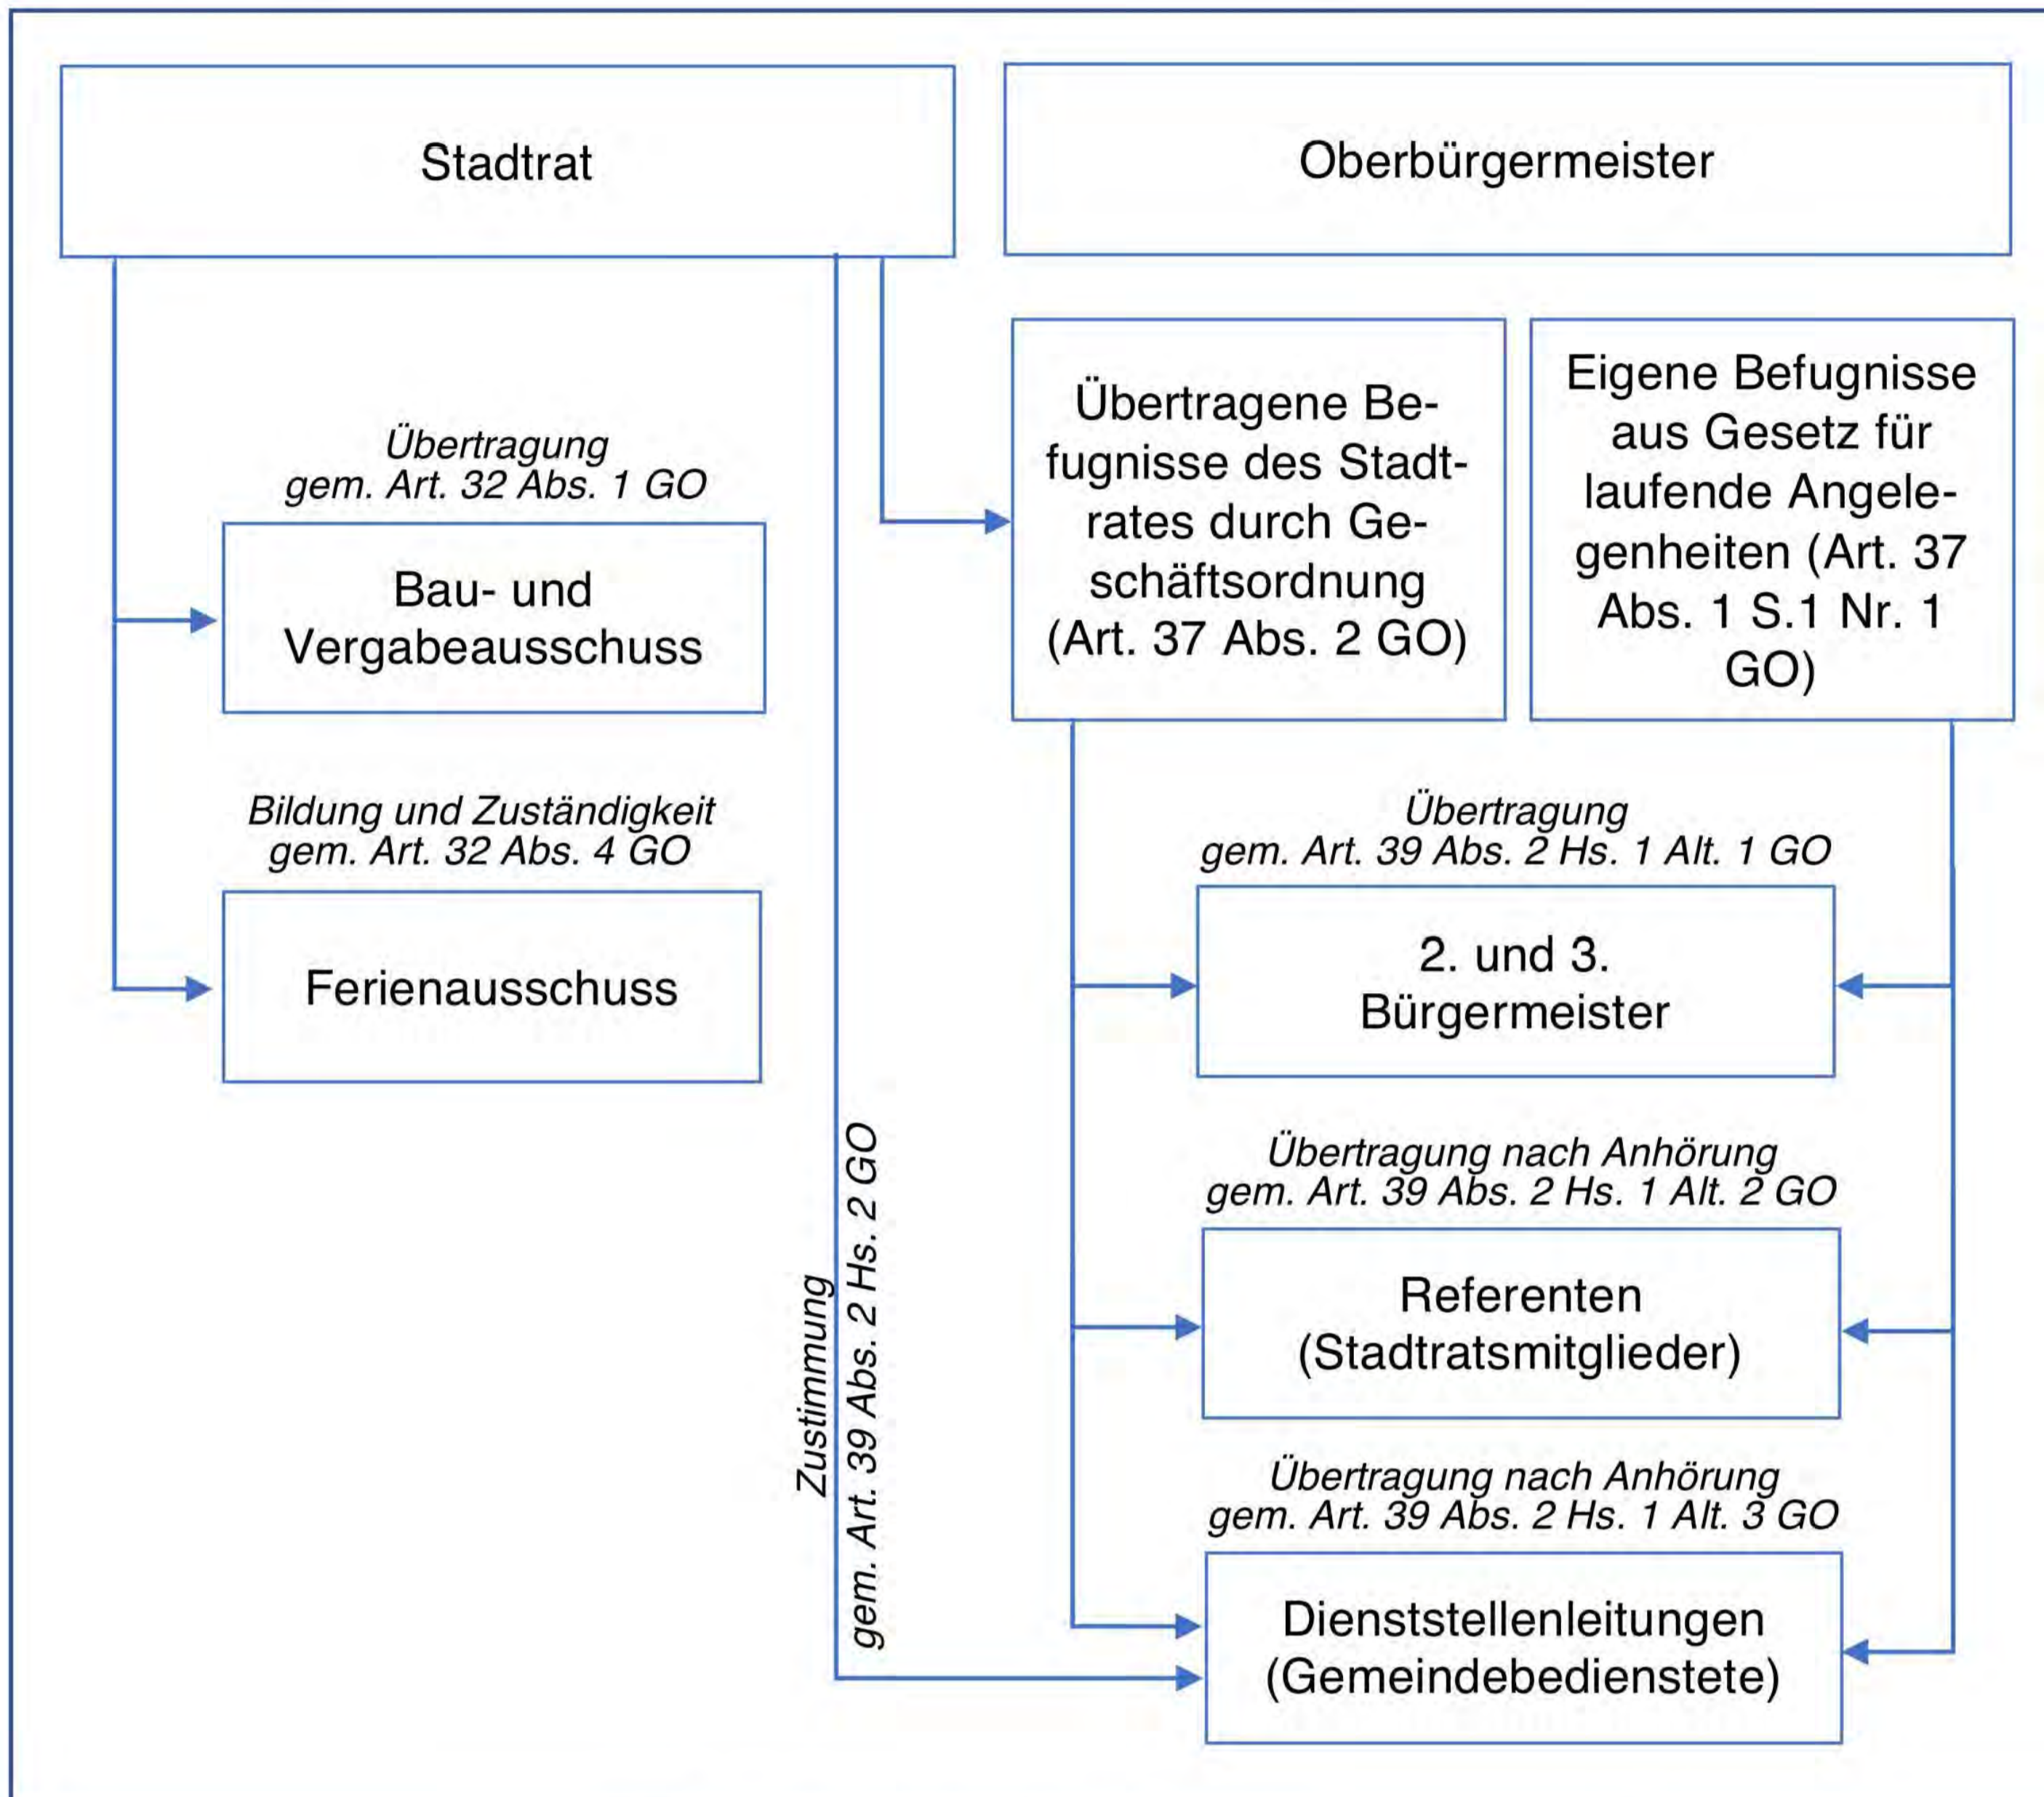 Stadtrat
Oberbürgermeister
Übertragung
gem. Art. 32 Abs. 1 GO
Bau- und
Vergabeausschuss
Bildung und Zuständigkeit
gem. Art. 32 Abs. 4 GO
Ferienausschuss
Zustimmung
gem. Art. 39 Abs. 2 Hs. 2 GO
Übertragene Be-
fugnisse des Stadt-
rates durch Ge-
schäftsordnung
(Art. 37 Abs. 2 GO)
Eigene Befugnisse
aus Gesetz für
laufende Angele-
genheiten (Art. 37
Abs. 1 S.1 Nr. 1
GO)
Übertragung
gem. Art. 39 Abs. 2 Hs. 1 Alt. 1 GO
2. und 3.
Bürgermeister
Übertragung nach Anhörung
gem. Art. 39 Abs. 2 Hs. 1 Alt. 2 GO
Referenten
(Stadtratsmitglieder)
Übertragung nach Anhörung
gem. Art. 39 Abs. 2 Hs. 1 Alt. 3 GO
Dienststellenleitungen
(Gemeindebedienstete)